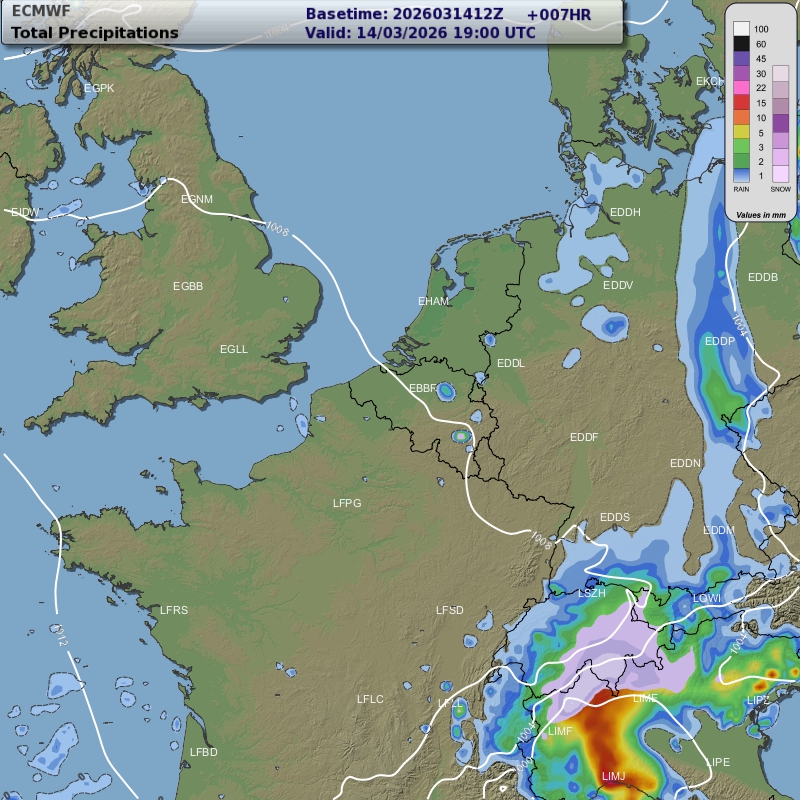 ECMWF
Basetime: 2026031412Z +007HR
Total Precipitations
Valid: 14/03/2026 19:00 UTC
100
60
45
30
22
15
10
5
3
2
1
RAIN SNOW
Values in mm
EGPK
EKCH
EIDW
EGNM
EDDH
1008
EGBB
EDDV
EDDB
EHAM
1004
EGLL
EDDP
EDDL
EBBR
EDDF
EDDN
LFPG
EDDS
EDDM
1008
LSZH
LOWI
LFRS
LFSD
1012
1004
LFLC
LFLL
LIME
LIPZ
LIMF
1004
LFBD
LIPE
LIMJ